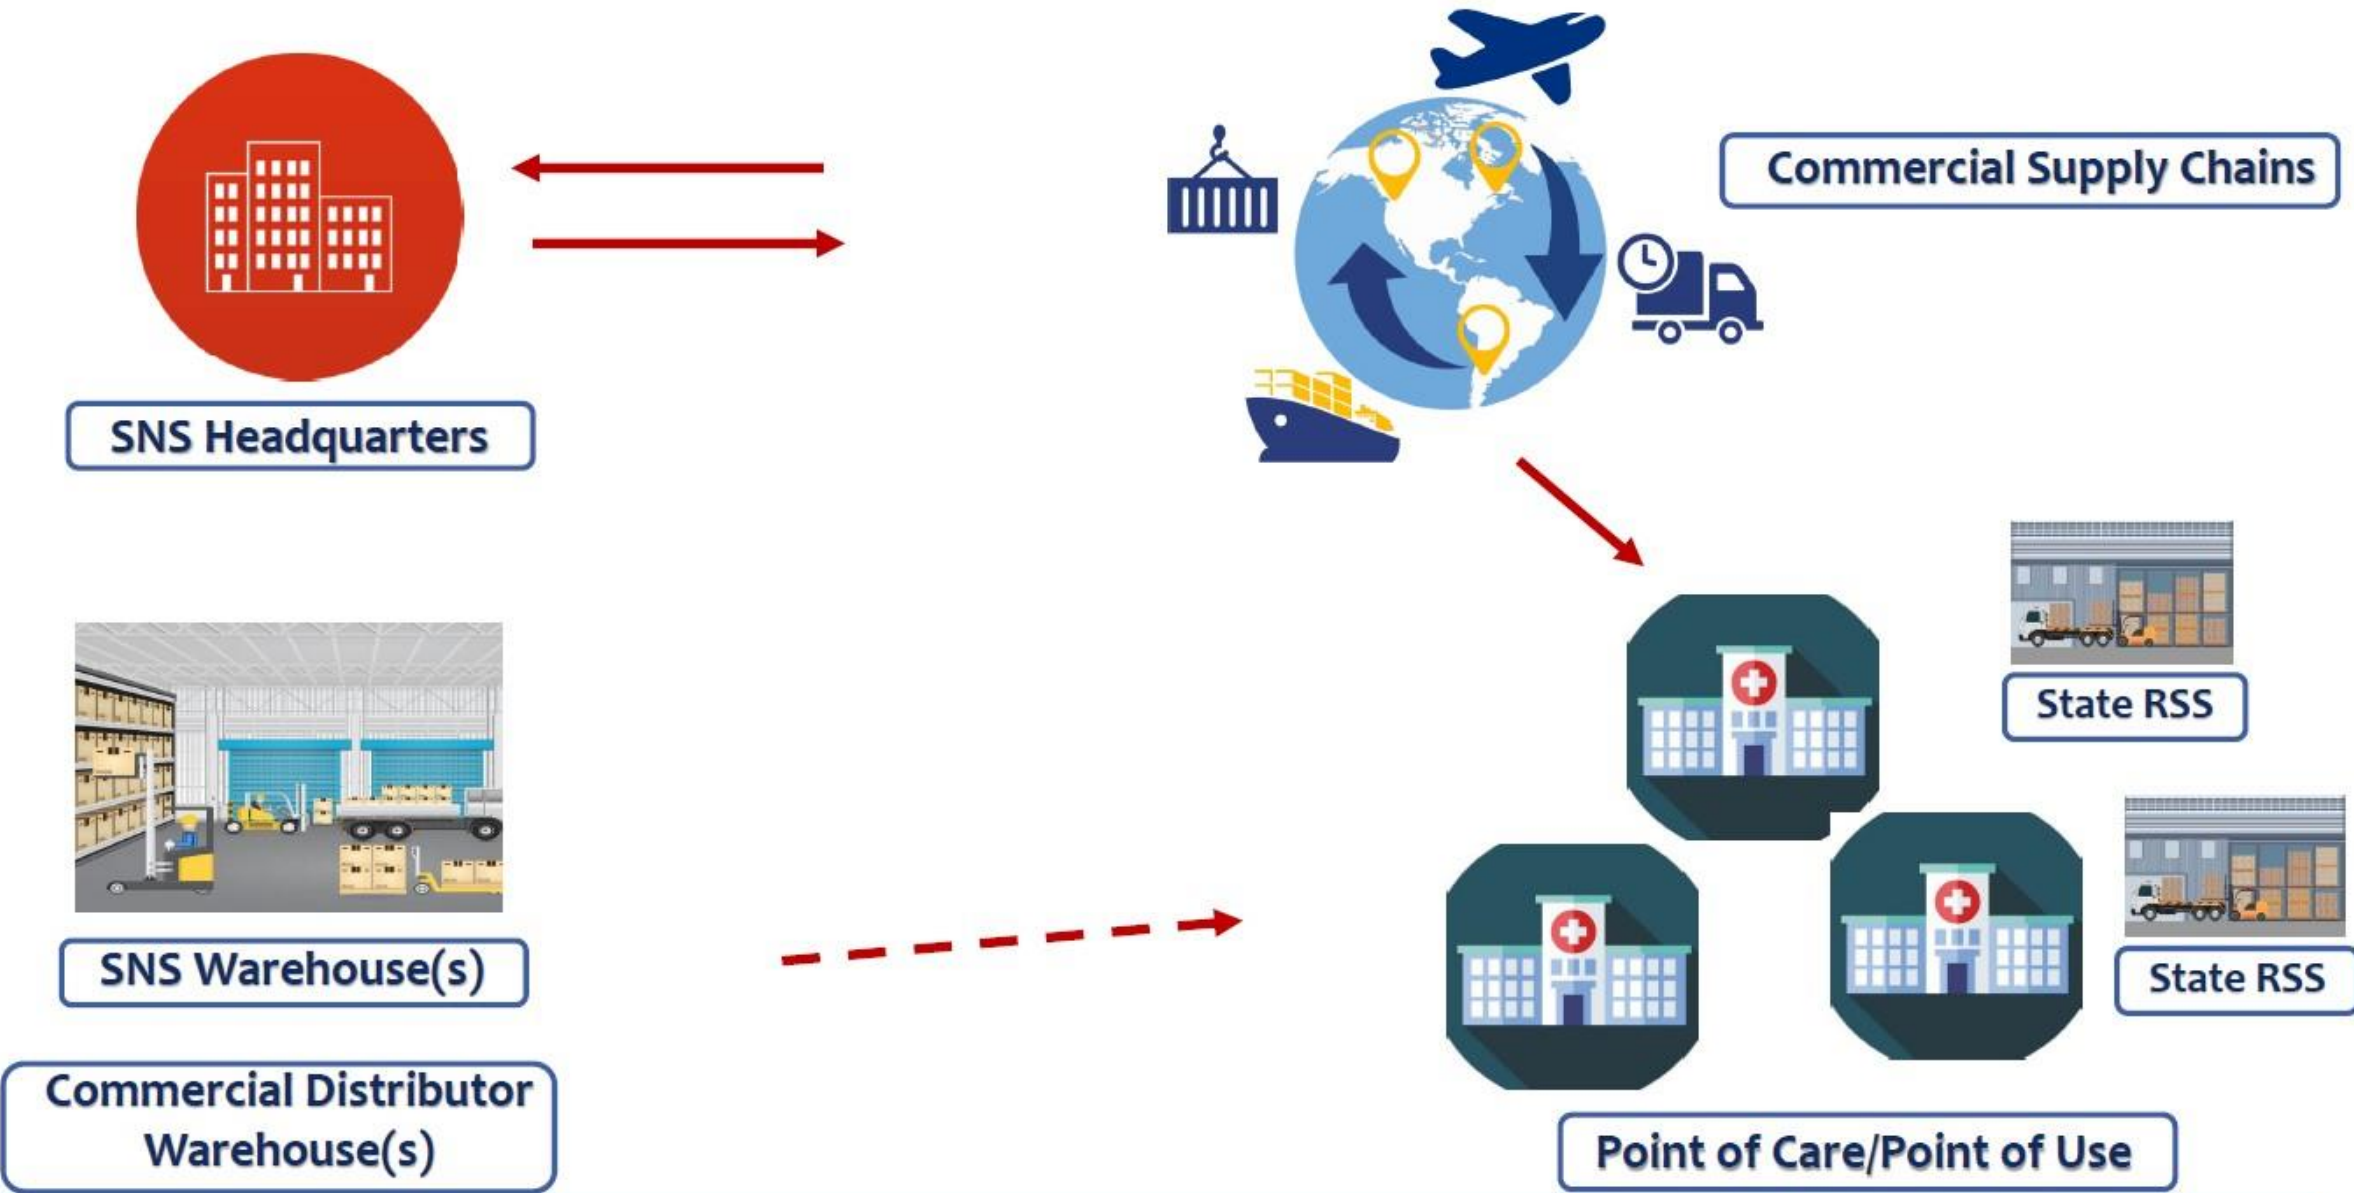 Commercial Supply Chains
SNS Headquarters
State RSS
SNS Warehouse(s)
State RSS
Commercial Distributor
Warehouse(s)
Point of Care/Point of Use